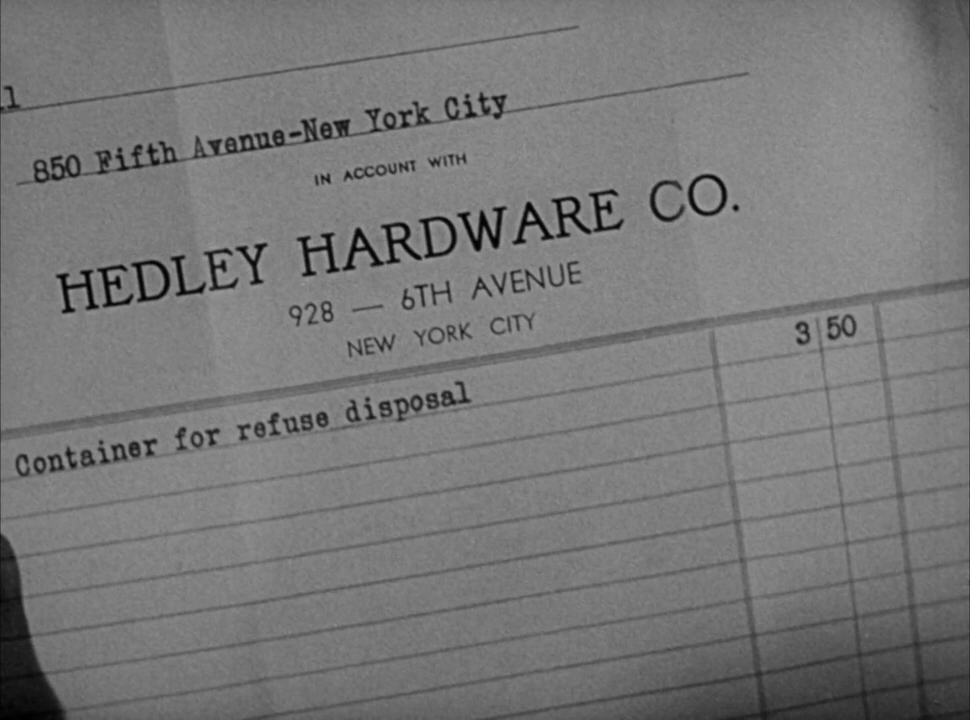 850 Fifth Avenue-New York City
IN ACCOUNT WITH
HEDLEY HARDWARE CO.
928 — 6TH AVENUE
NEW YORK CITY
Container for refuse disposal 3 50